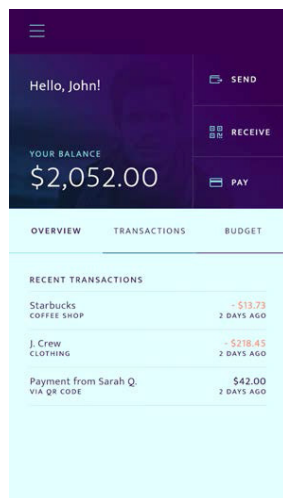 Hello, John!
YOUR BALANCE
$2,052.00
SEND
RECEIVE
PAY
OVERVIEW TRANSACTIONS BUDGET
RECENT TRANSACTIONS
Starbucks - $13.73
COFFEE SHOP 2 DAYS AGO
J. Crew - $218.45
CLOTHING 2 DAYS AGO
Payment from Sarah Q. $42.00
VIA QR CODE 2 DAYS AGO